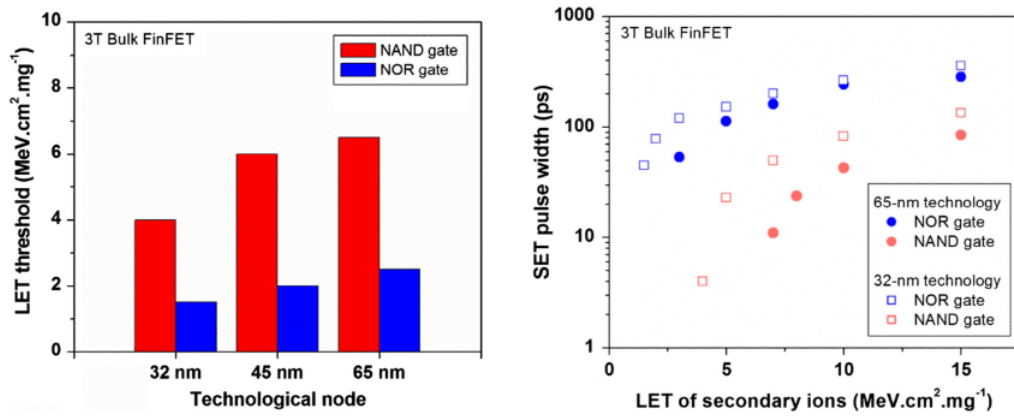 3T Bulk FinFET
NAND gate
NOR gate
LET threshold (MeV.cm².mg⁻¹)
10
8
6
4
2
0
32 nm 45 nm 65 nm
Technological node
3T Bulk FinFET
SET pulse width (ps)
1000
100
10
1
65-nm technology
NOR gate
NAND gate
32-nm technology
NOR gate
NAND gate
0 5 10 15
LET of secondary ions (MeV.cm².mg⁻¹)